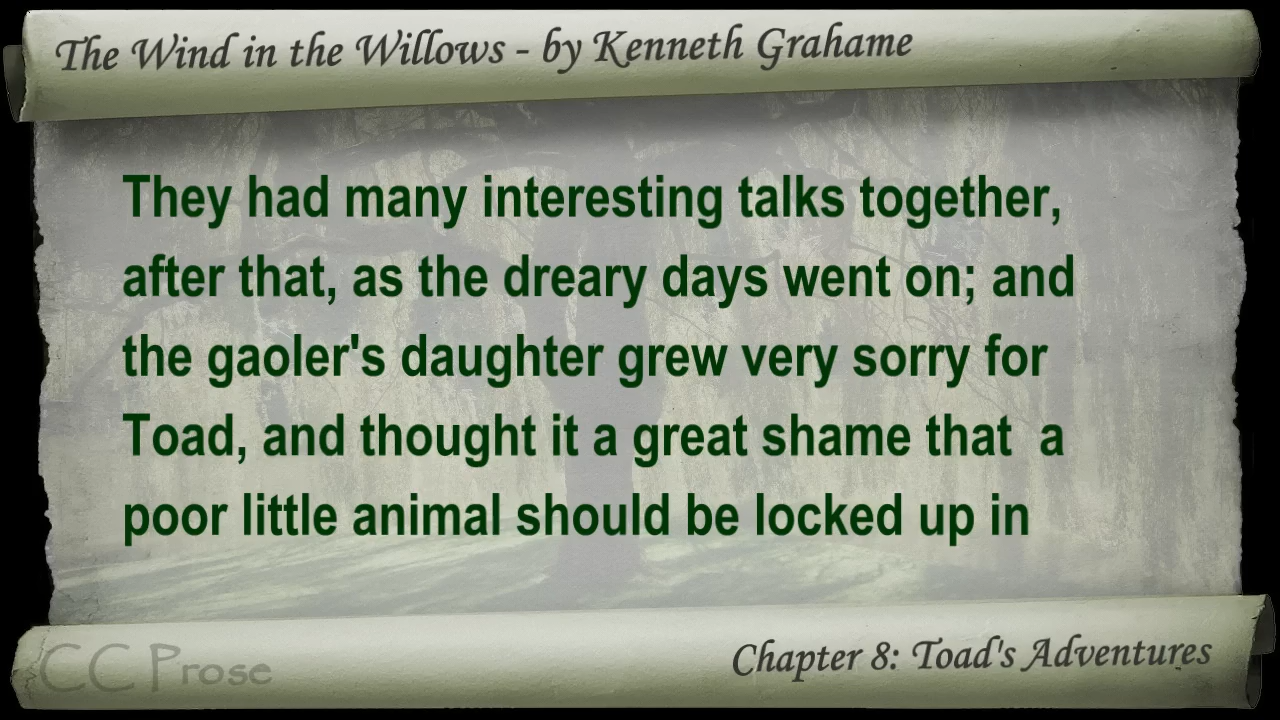 The Wind in the Willows - by Kenneth Grahame
They had many interesting talks together,
after that, as the dreary days went on; and
the gaoler's daughter grew very sorry for
Toad, and thought it a great shame that  a
poor little animal should be locked up in
CC Prose
Chapter 8: Toad's Adventures